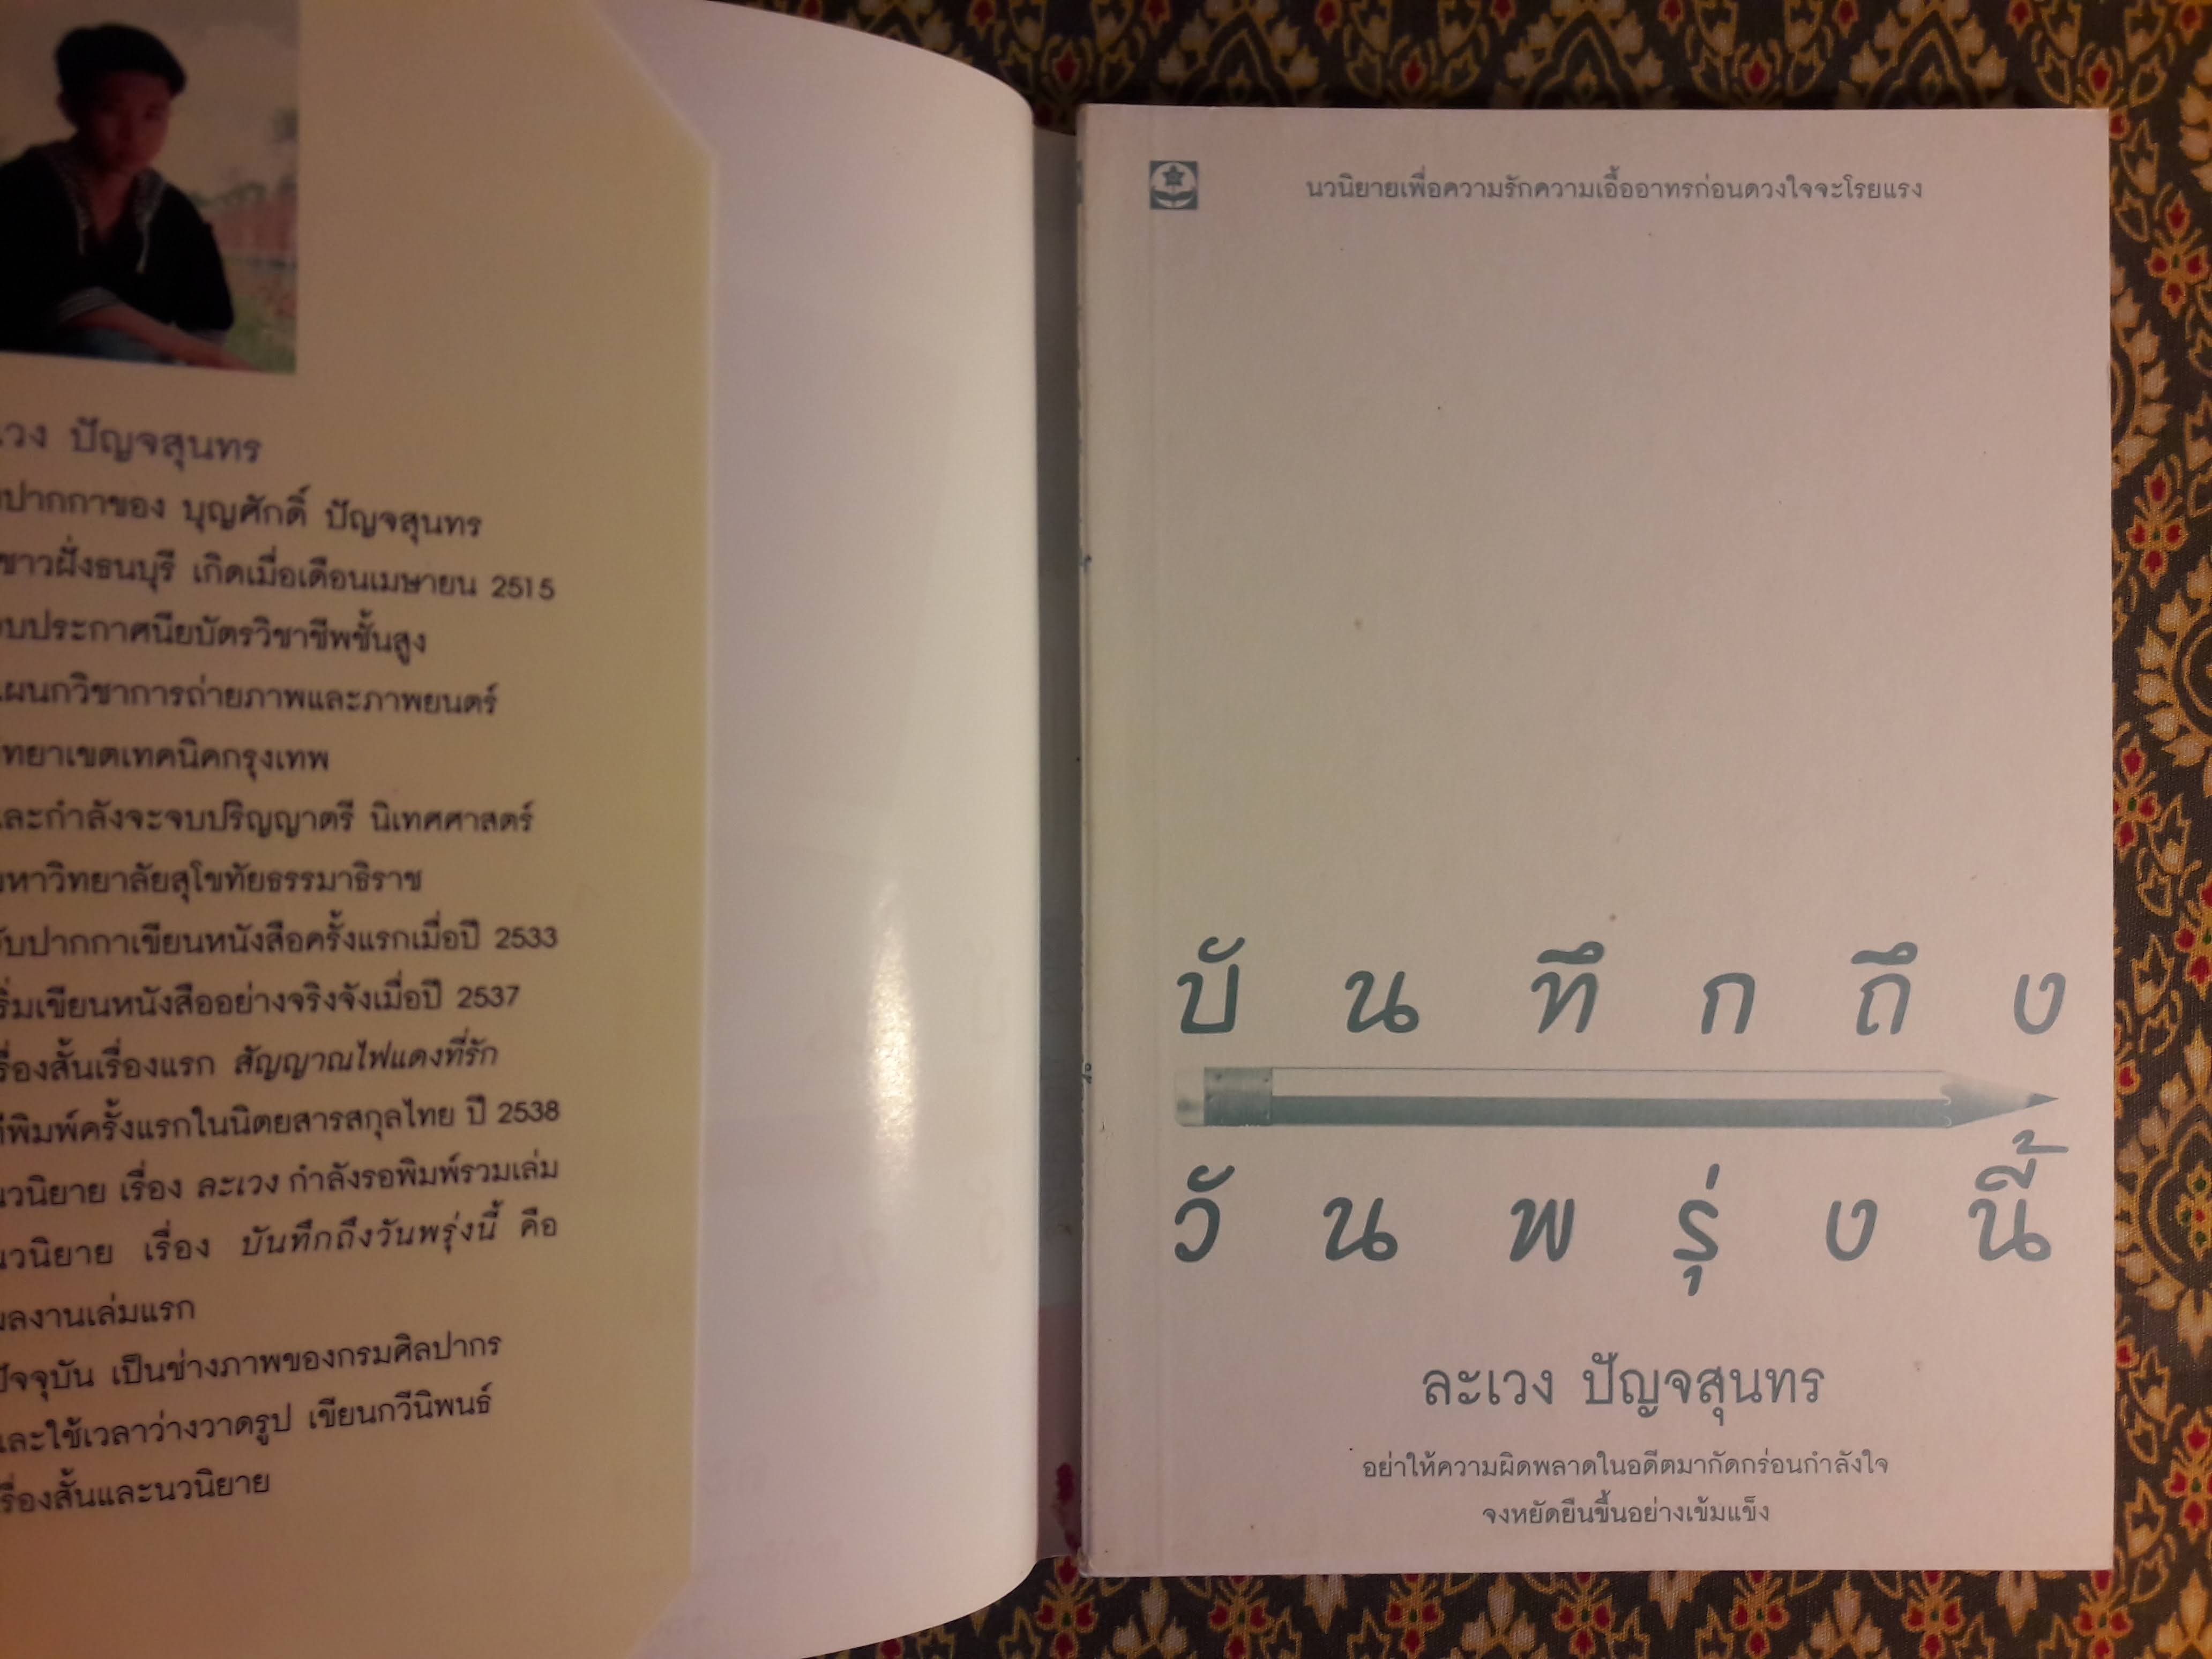 ละเวง ปัญจสุนทร
ปากกาของ บุญศักดิ์ ปัญจสุนทร
ชาวฝั่งธนบุรี เกิดเมื่อเดือนเมษายน 2515
จบประกาศนียบัตรวิชาชีพชั้นสูง
แผนกวิชาการถ่ายภาพและภาพยนตร์
วิทยาเขตเทคนิคกรุงเทพ
และกำลังจะจบปริญญาตรี นิเทศศาสตร์
มหาวิทยาลัยสุโขทัยธรรมาธิราช
จับปากกาเขียนหนังสือครั้งแรกเมื่อปี 2533
เริ่มเขียนหนังสืออย่างจริงจังเมื่อปี 2537
เรื่องสั้นเรื่องแรก สัญญาณไฟแดงที่รัก
ตีพิมพ์ครั้งแรกในนิตยสารสกุลไทย ปี 2538
นวนิยาย เรื่อง ละเวง กำลังรอพิมพ์รวมเล่ม
นวนิยาย เรื่อง บันทึกถึงวันพรุ่งนี้ คือ
ผลงานเล่มแรก
ปัจจุบัน เป็นช่างภาพของกรมศิลปากร
และใช้เวลาว่างวาดรูป เขียนกวีนิพนธ์
เรื่องสั้นและนวนิยาย
นวนิยายเพื่อความรักความเอื้ออาทรก่อนดวงใจจะโรยแรง
บันทึกถึง
วันพรุ่งนี้
ละเวง ปัญจสุนทร
อย่าให้ความผิดพลาดในอดีตมากัดกร่อนกำลังใจ
จงหยัดยืนขึ้นอย่างเข้มแข็ง